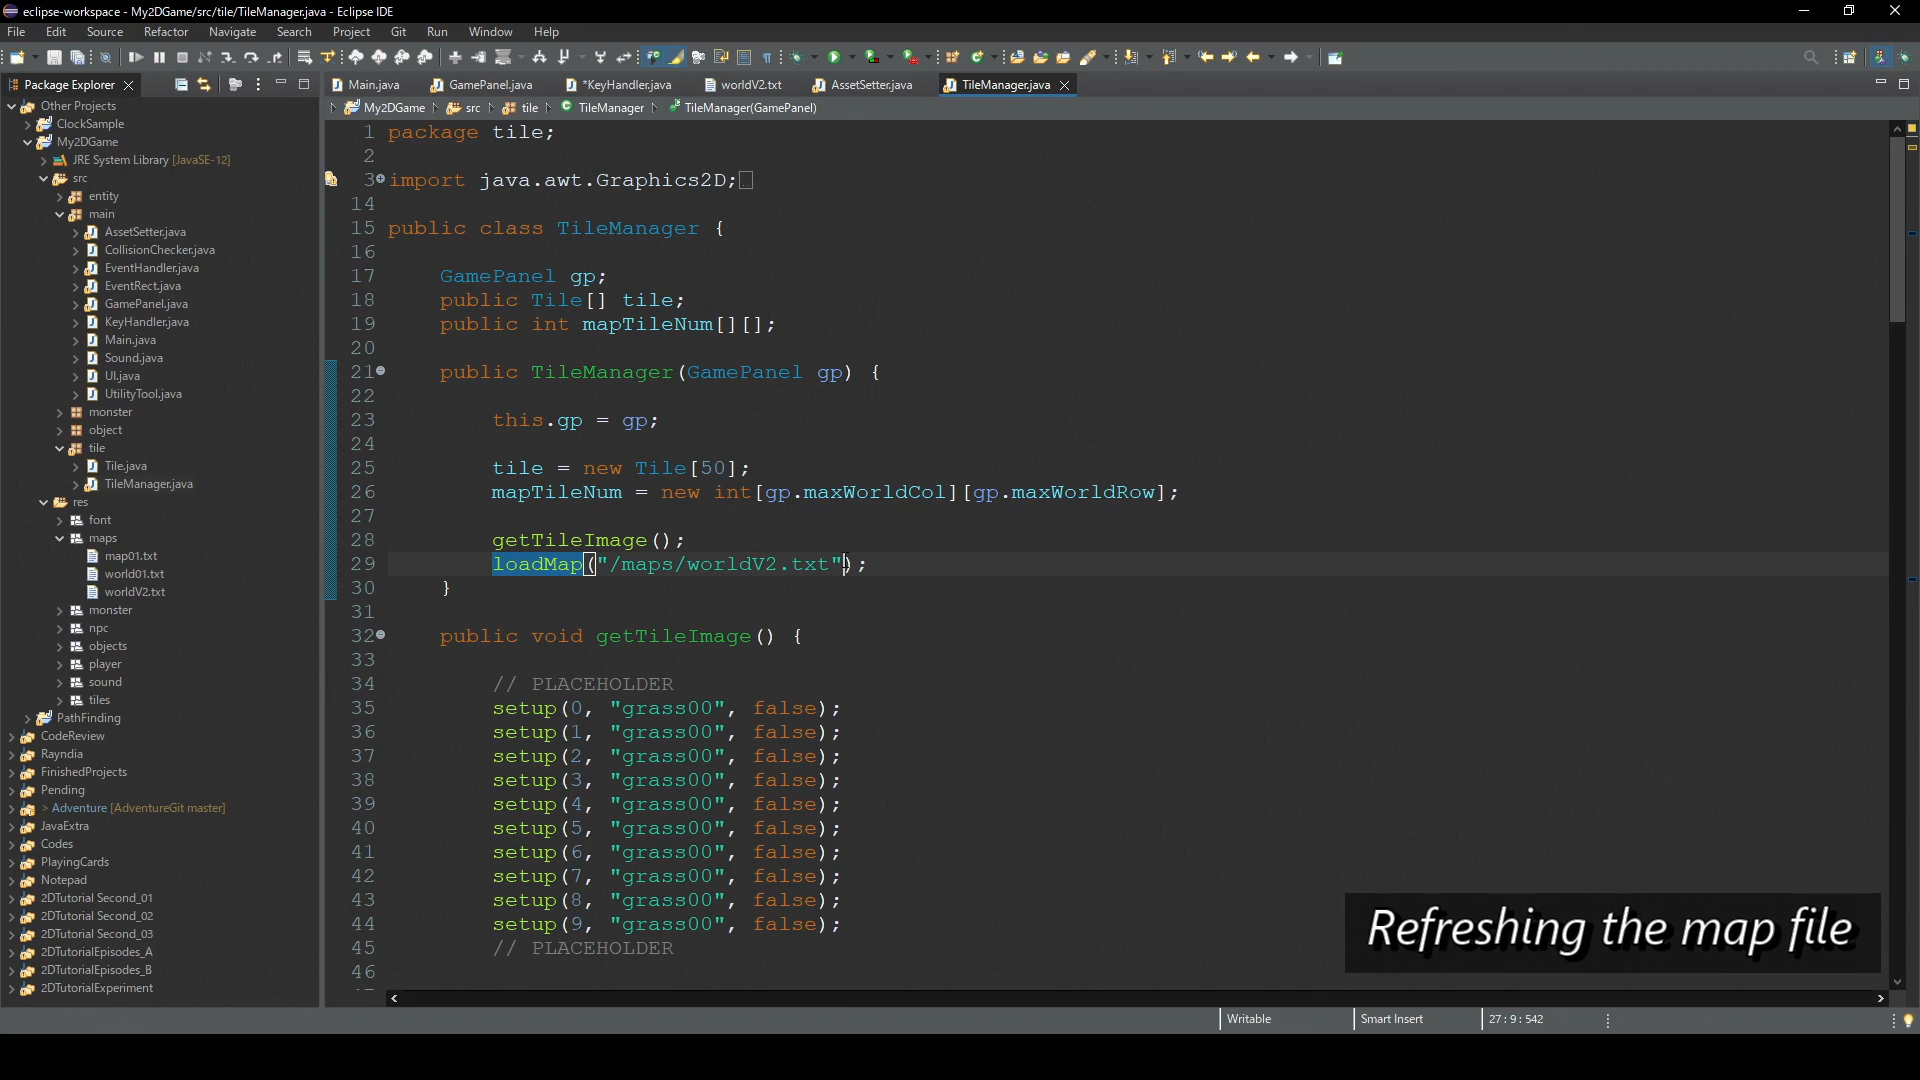 eclipse-workspace - My2DGame/src/tile/TileManager.java - Eclipse IDE
File Edit Source Refactor Navigate Search Project Git Run Window Help
Package Explorer
Main.java GamePanel.java *KeyHandler.java worldV2.txt AssetSetter.java TileManager.java
My2DGame src tile TileManager TileManager(GamePanel)
Other Projects
ClockSample
My2DGame
JRE System Library [JavaSE-12]
src
entity
main
AssetSetter.java
CollisionChecker.java
EventHandler.java
EventRect.java
GamePanel.java
KeyHandler.java
Main.java
Sound.java
UI.java
UtilityTool.java
monster
object
tile
Tile.java
TileManager.java
res
font
maps
map01.txt
world01.txt
worldV2.txt
monster
npc
objects
player
sound
tiles
PathFinding
CodeReview
Rayndia
FinishedProjects
Pending
> Adventure [AdventureGit master]
JavaExtra
Codes
PlayingCards
Notepad
2DTutorial Second_01
2DTutorial Second_02
2DTutorial Second_03
2DTutorialEpisodes_A
2DTutorialEpisodes_B
2DTutorialExperiment
1 package tile;
2
3 import java.awt.Graphics2D;
14
15 public class TileManager {
16
17 GamePanel gp;
18 public Tile[] tile;
19 public int mapTileNum[][];
20
21 public TileManager(GamePanel gp) {
22
23 this.gp = gp;
24
25 tile = new Tile[50];
26 mapTileNum = new int[gp.maxWorldCol][gp.maxWorldRow];
27
28 getTileImage();
29 loadMap("/maps/worldV2.txt");
30 }
31
32 public void getTileImage() {
33
34 // PLACEHOLDER
35 setup(0, "grass00", false);
36 setup(1, "grass00", false);
37 setup(2, "grass00", false);
38 setup(3, "grass00", false);
39 setup(4, "grass00", false);
40 setup(5, "grass00", false);
41 setup(6, "grass00", false);
42 setup(7, "grass00", false);
43 setup(8, "grass00", false);
44 setup(9, "grass00", false);
45 // PLACEHOLDER
46
Refreshing the map file
Writable Smart Insert 27 : 9 : 542